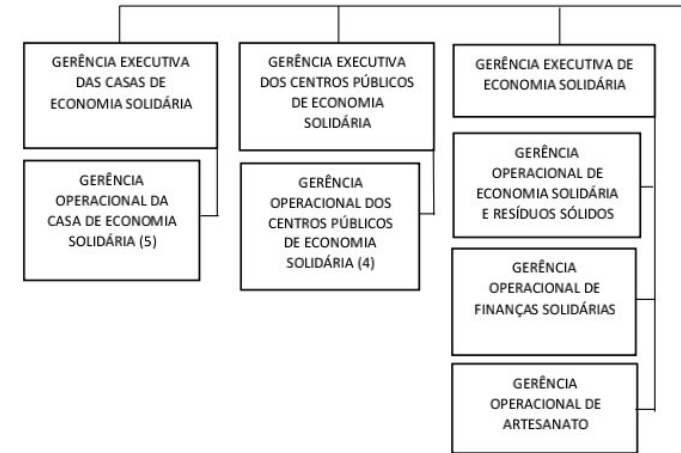 GERÊNCIA EXECUTIVA
DAS CASAS DE
ECONOMIA SOLIDÁRIA
GERÊNCIA
OPERACIONAL DA
CASA DE ECONOMIA
SOLIDÁRIA (5)
GERÊNCIA EXECUTIVA
DOS CENTROS PÚBLICOS
DE ECONOMIA
SOLIDÁRIA
GERÊNCIA
OPERACIONAL DOS
CENTROS PÚBLICOS
DE ECONOMIA
SOLIDÁRIA (4)
GERÊNCIA EXECUTIVA DE
ECONOMIA SOLIDÁRIA
GERÊNCIA
OPERACIONAL DE
ECONOMIA SOLIDÁRIA
E RESÍDUOS SÓLIDOS
GERÊNCIA
OPERACIONAL DE
FINANÇAS SOLIDÁRIAS
GERÊNCIA
OPERACIONAL DE
ARTESANATO